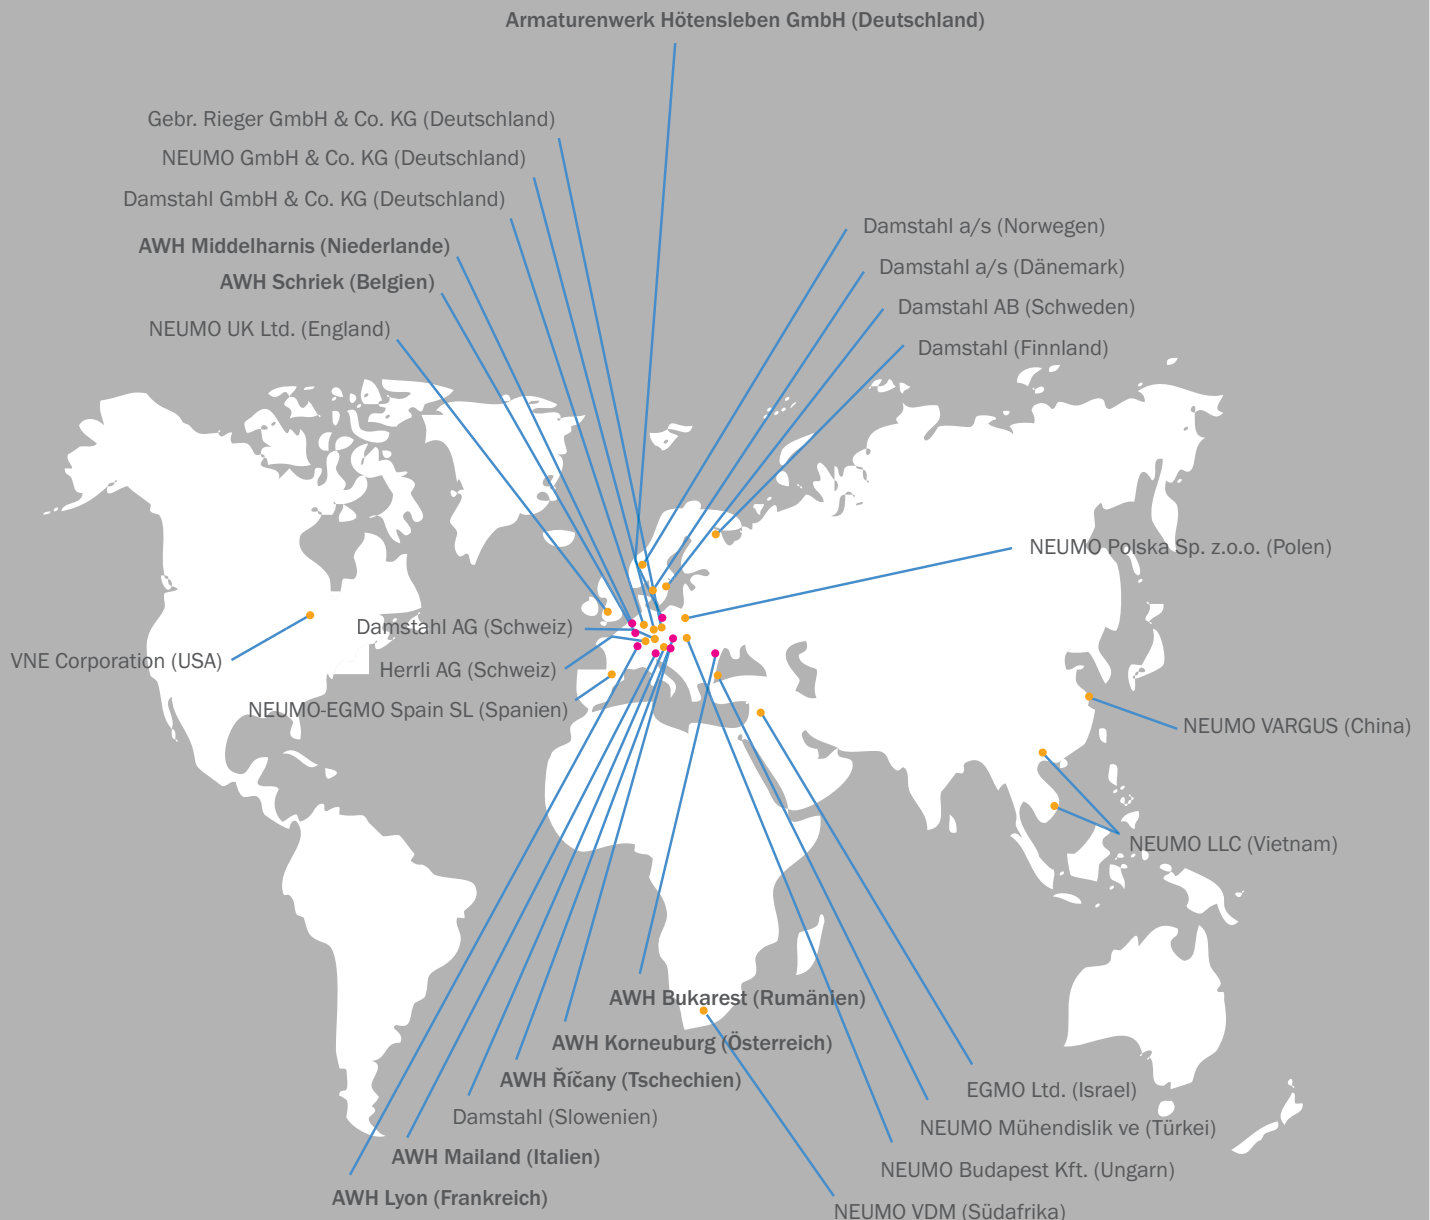 Armaturenwerk Hötensleben GmbH (Deutschland)
Gebr. Rieger GmbH & Co. KG (Deutschland)
NEUMO GmbH & Co. KG (Deutschland)
Damstahl GmbH & Co. KG (Deutschland)
AWH Middelharnis (Niederlande)
AWH Schriek (Belgien)
NEUMO UK Ltd. (England)
Damstahl a/s (Norwegen)
Damstahl a/s (Dänemark)
Damstahl AB (Schweden)
Damstahl (Finnland)
NEUMO Polska Sp. z.o.o. (Polen)
Damstahl AG (Schweiz)
VNE Corporation (USA)
Herrli AG (Schweiz)
NEUMO-EGMO Spain SL (Spanien)
NEUMO VARGUS (China)
NEUMO LLC (Vietnam)
AWH Bukarest (Rumänien)
AWH Korneuburg (Österreich)
AWH Říčany (Tschechien)
Damstahl (Slowenien)
AWH Mailand (Italien)
AWH Lyon (Frankreich)
EGMO Ltd. (Israel)
NEUMO Mühendislik ve (Türkei)
NEUMO Budapest Kft. (Ungarn)
NEUMO VDM (Südafrika)